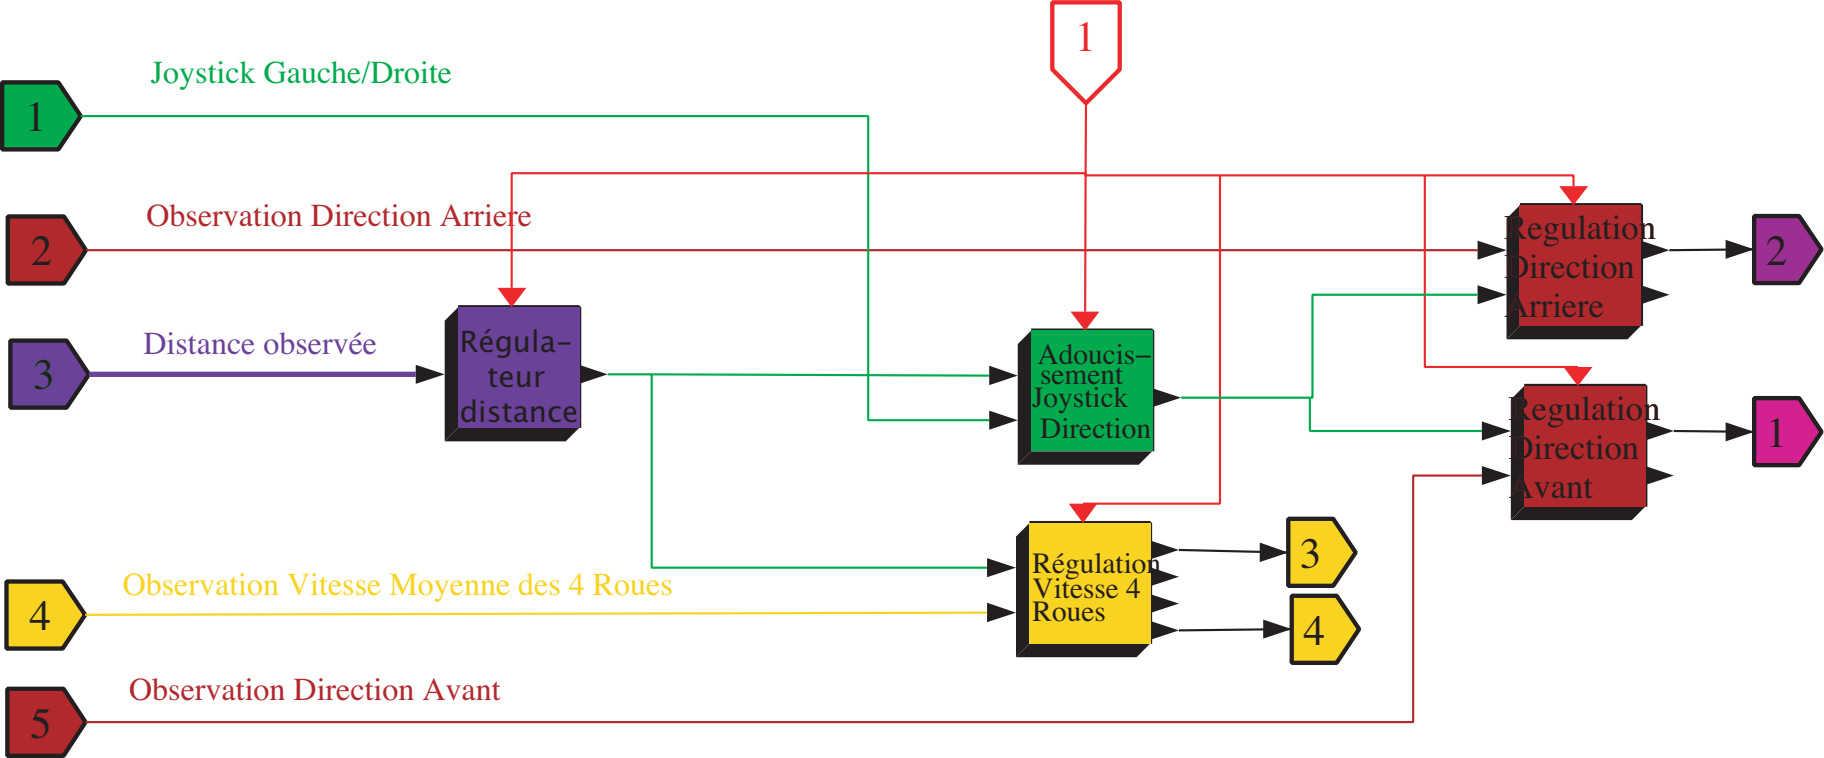 1
Joystick Gauche/Droite
1
Observation Direction Arriere
2
Regulation
Direction
Arriere
2
Distance observée
3
Régula-
teur
distance
Adoucis-
sement
Joystick
Direction
Regulation
Direction
Avant
1
Observation Vitesse Moyenne des 4 Roues
4
Régulation
Vitesse 4
Roues
3
4
Observation Direction Avant
5